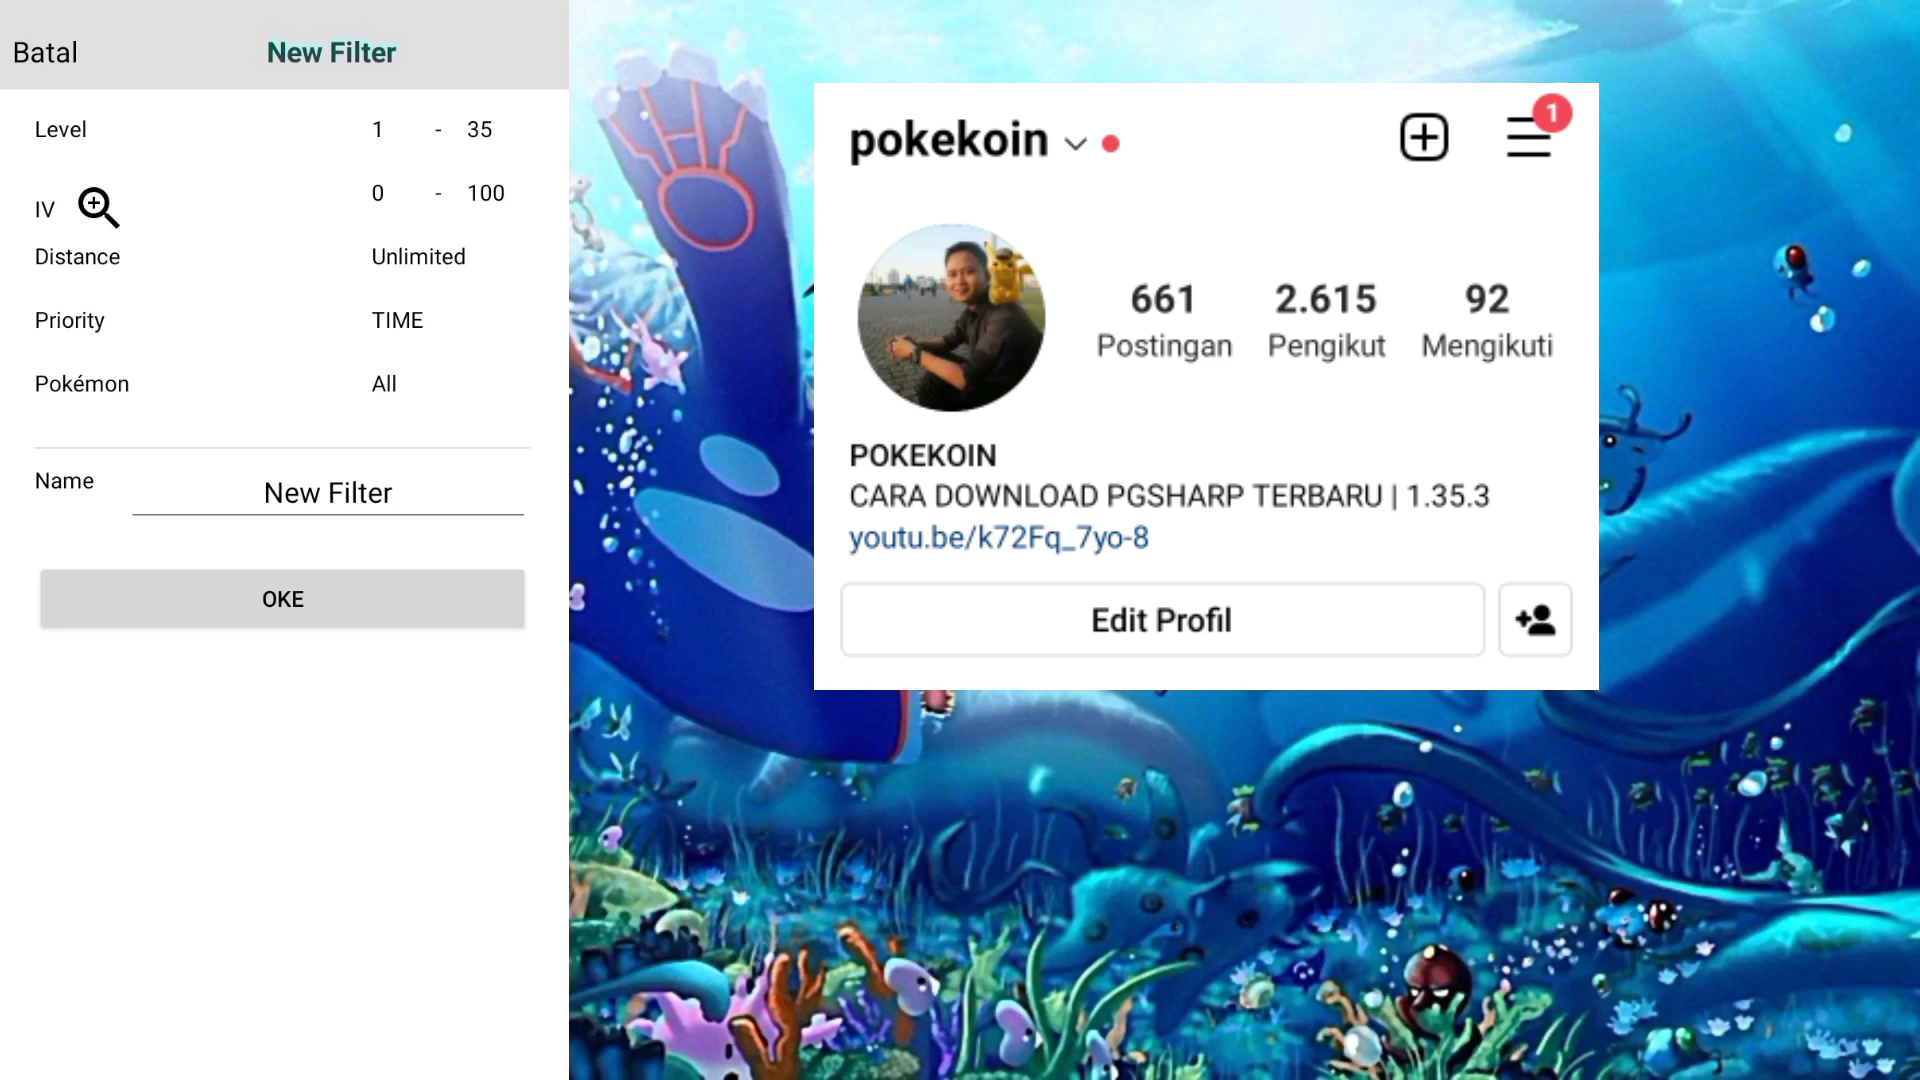 Batal New Filter
Level 1 - 35
IV 0 - 100
Distance Unlimited
Priority TIME
Pokémon All
Name New Filter
OKE
pokekoin
1
661 2.615 92
Postingan Pengikut Mengikuti
POKEKOIN
CARA DOWNLOAD PGSHARP TERBARU | 1.35.3
youtu.be/k72Fq_7yo-8
Edit Profil